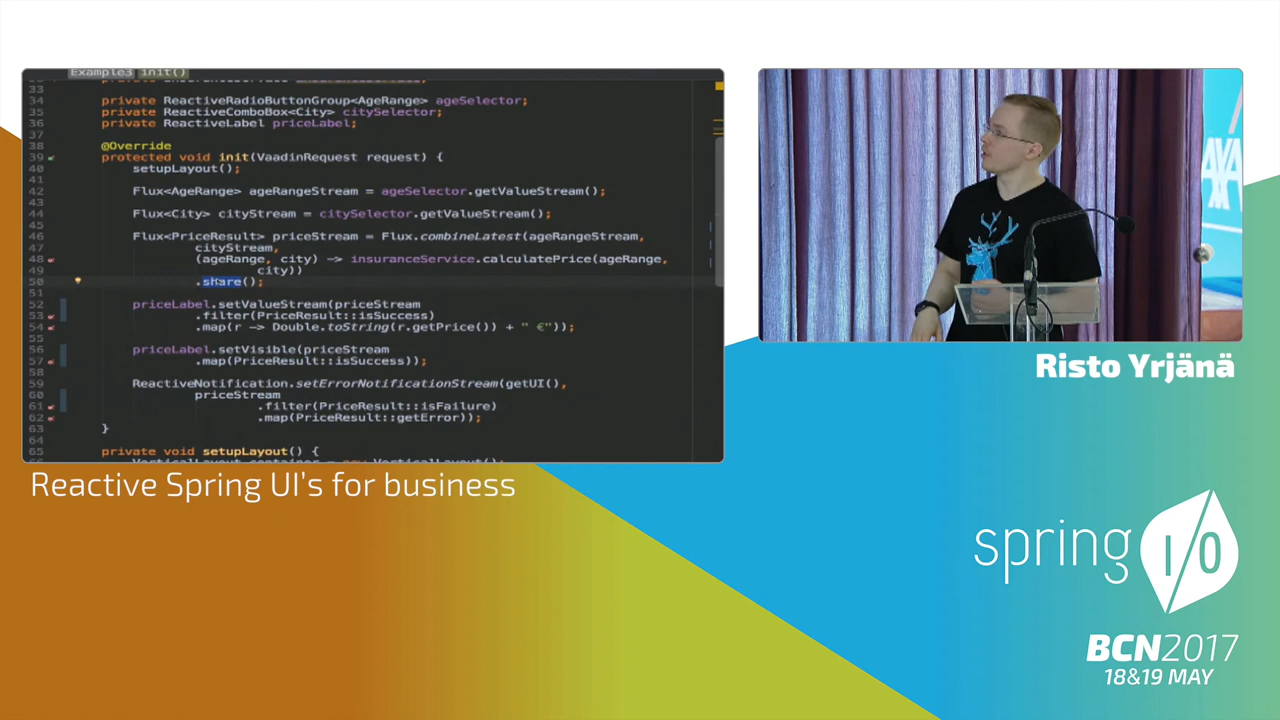 Example3 init()
33
34 private ReactiveRadioButtonGroup<AgeRange> ageSelector;
35 private ReactiveComboBox<City> citySelector;
36 private ReactiveLabel priceLabel;
37
38 @Override
39 protected void init(VaadinRequest request) {
40 setupLayout();
41
42 Flux<AgeRange> ageRangeStream = ageSelector.getValueStream();
43
44 Flux<City> cityStream = citySelector.getValueStream();
45
46 Flux<PriceResult> priceStream = Flux.combineLatest(ageRangeStream,
47 cityStream,
48 (ageRange, city) -> insuranceService.calculatePrice(ageRange,
49 city))
50 .share();
51
52 priceLabel.setValueStream(priceStream
53 .filter(PriceResult::isSuccess)
54 .map(r -> Double.toString(r.getPrice()) + " €"));
55
56 priceLabel.setVisible(priceStream
57 .map(PriceResult::isSuccess));
58
59 ReactiveNotification.setErrorNotificationStream(getUI(),
60 priceStream
61 .filter(PriceResult::isFailure)
62 .map(PriceResult::getError));
63 }
64
65 private void setupLayout() {
VerticalLayout container = new VerticalLayout();
AXA
Risto Yrjänä
Reactive Spring UI's for business
spring I/O
BCN2017
18&19 MAY